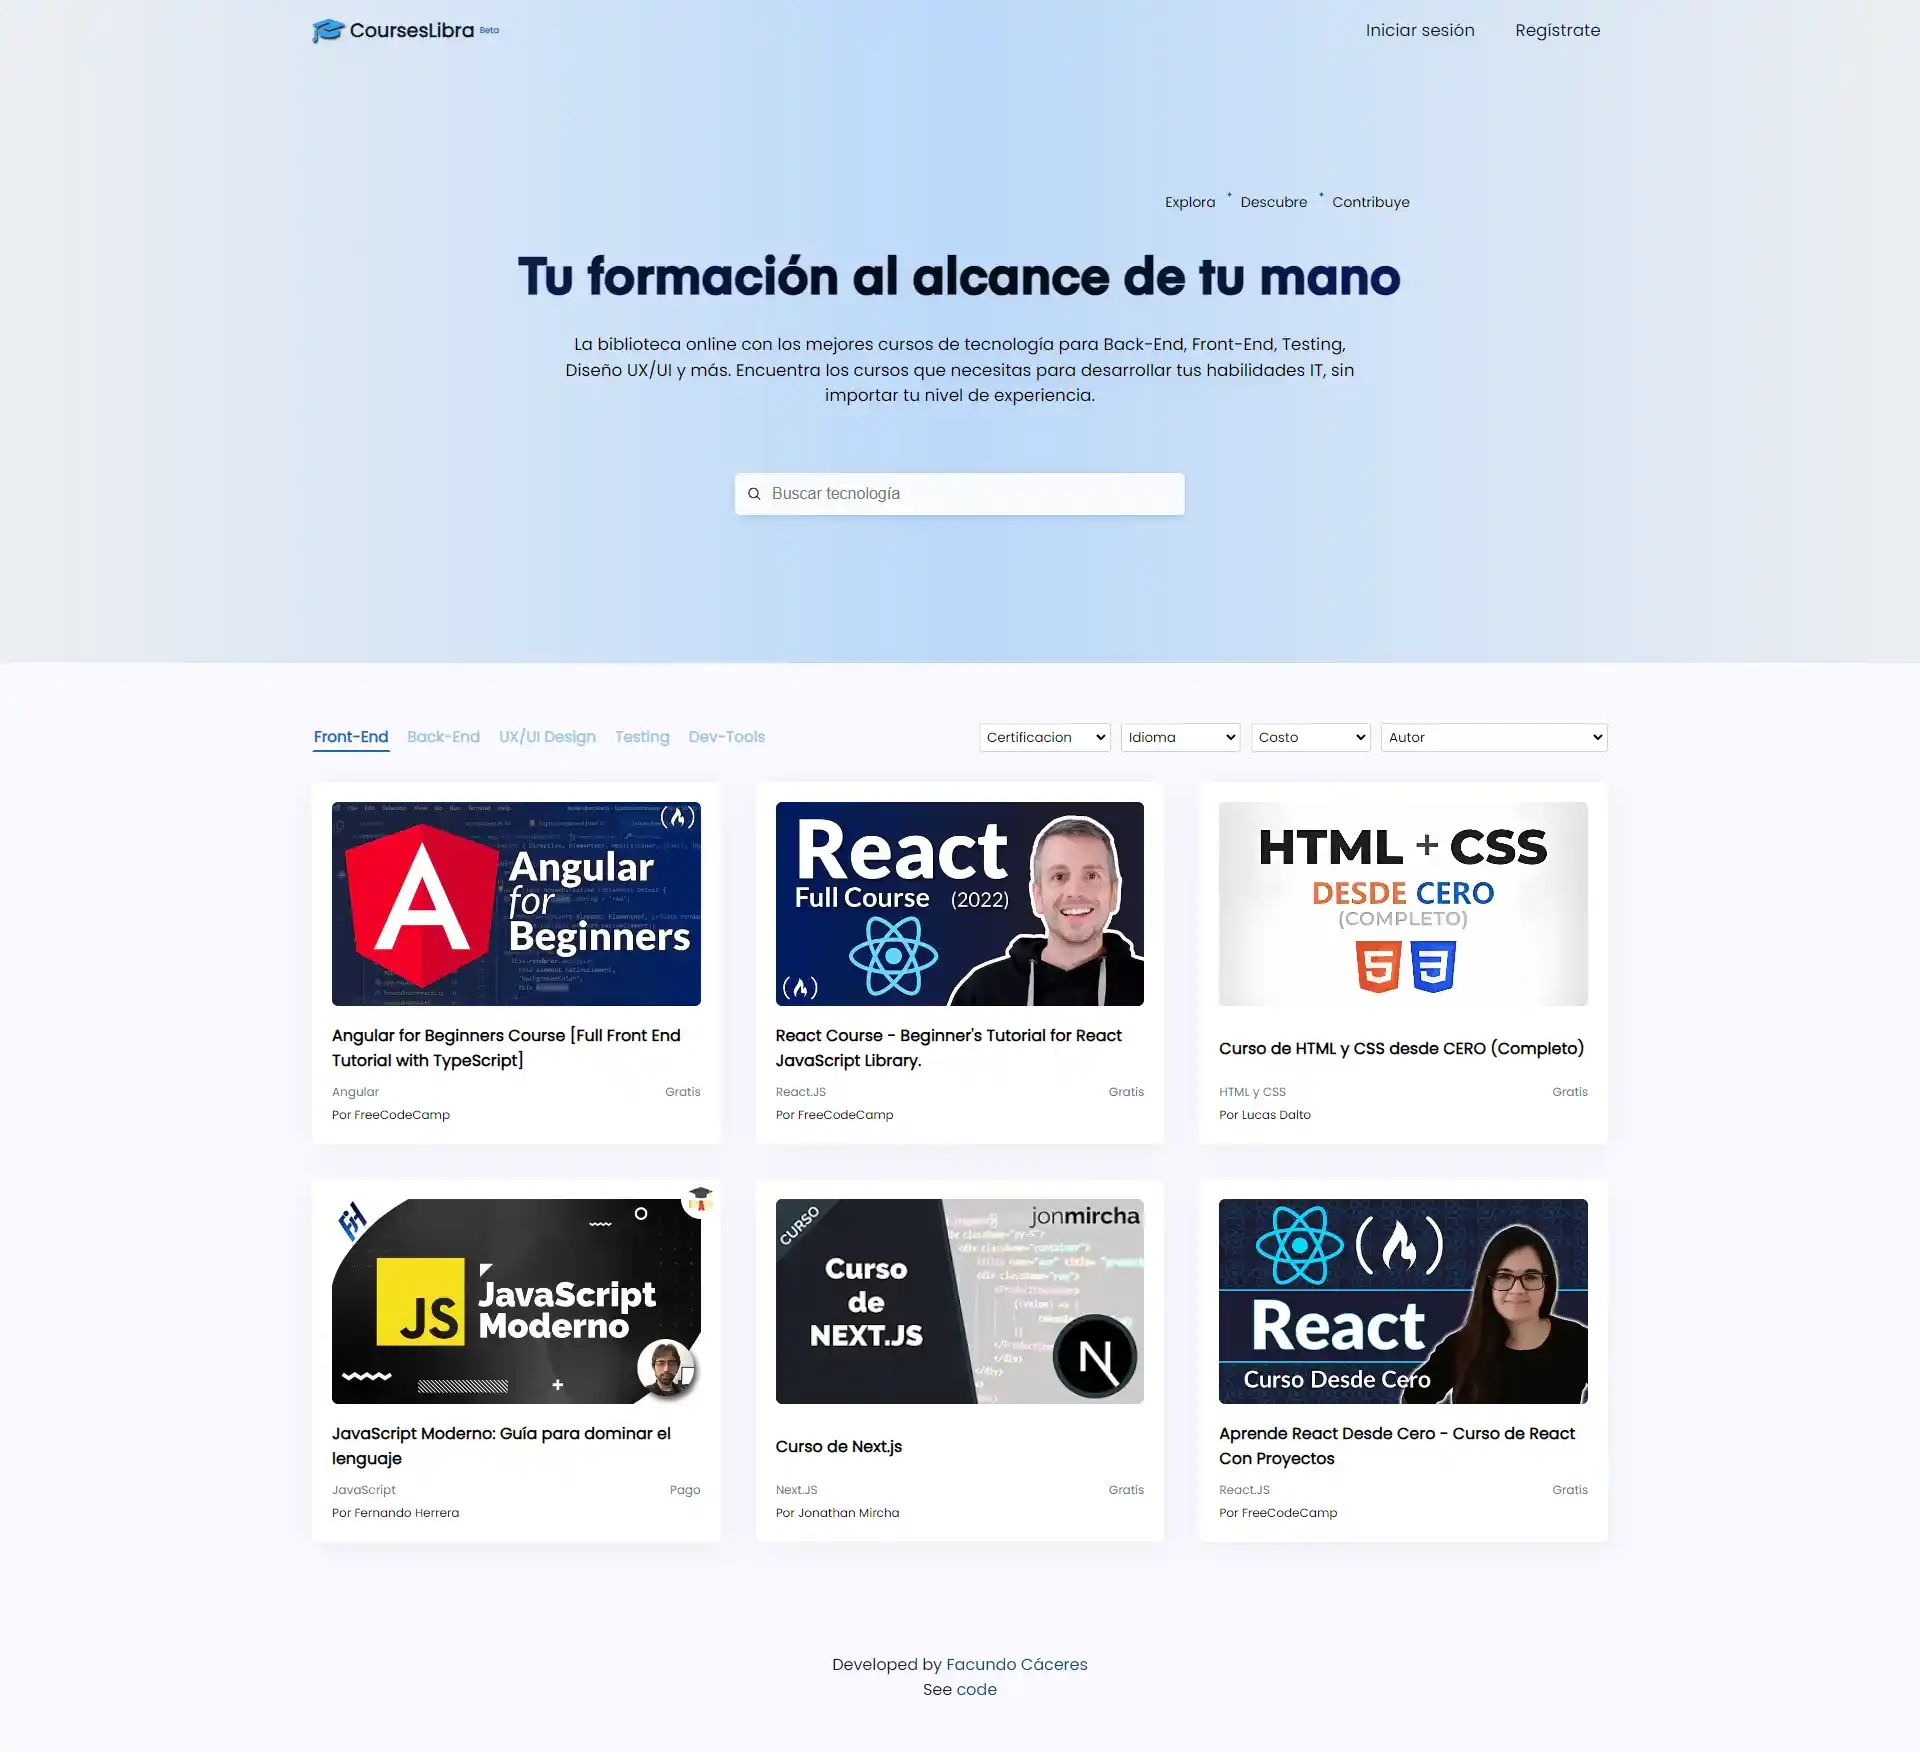 CoursesLibra Beta
Iniciar sesión
Regístrate
Explora
Descubre
Contribuye
Tu formación al alcance de tu mano
La biblioteca online con los mejores cursos de tecnología para Back-End, Front-End, Testing,
Diseño UX/UI y más. Encuentra los cursos que necesitas para desarrollar tus habilidades IT, sin
importar tu nivel de experiencia.
Buscar tecnología
Front-End
Back-End
UX/UI Design
Testing
Dev-Tools
Certificacion
Idioma
Costo
Autor
Angular
for
Beginners
Angular for Beginners Course [Full Front End
Tutorial with TypeScript]
Angular
Gratis
Por FreeCodeCamp
React
Full Course (2022)
React Course - Beginner's Tutorial for React
JavaScript Library.
React.JS
Gratis
Por FreeCodeCamp
HTML + CSS
DESDE CERO
(COMPLETO)
Curso de HTML y CSS desde CERO (Completo)
HTML y CSS
Gratis
Por Lucas Dalto
JS
JavaScript
Moderno
JavaScript Moderno: Guía para dominar el
lenguaje
JavaScript
Pago
Por Fernando Herrera
CURSO
jonmircha
Curso
de
NEXT.JS
N
Curso de Next.js
Next.JS
Gratis
Por Jonathan Mircha
React
Curso Desde Cero
Aprende React Desde Cero - Curso de React
Con Proyectos
React.JS
Gratis
Por FreeCodeCamp
Developed by Facundo Cáceres
See code